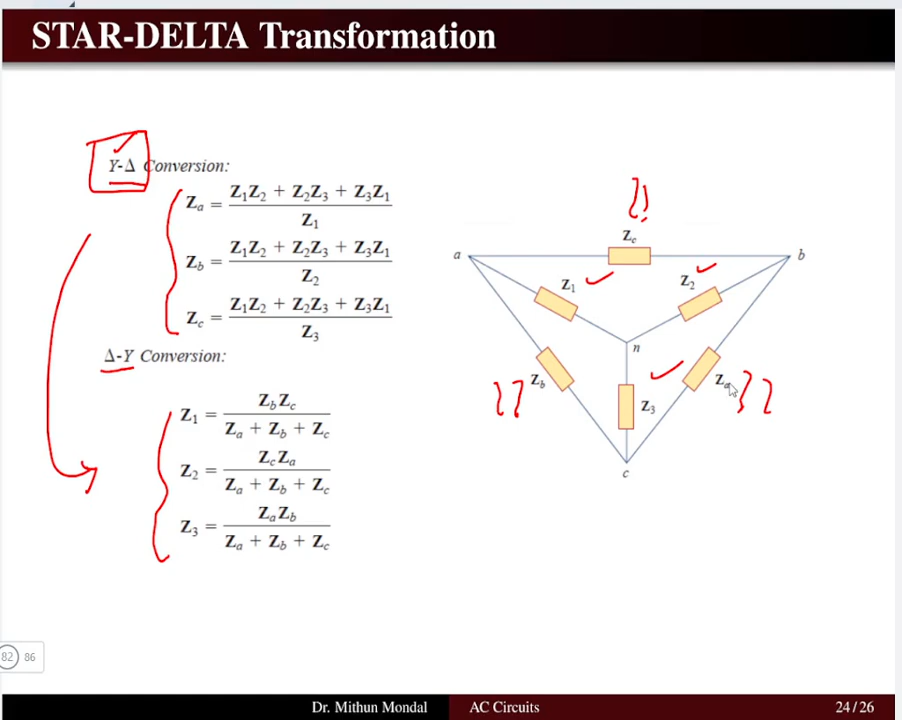 STAR-DELTA Transformation
Y-Δ Conversion:
Za = (Z1Z2 + Z2Z3 + Z3Z1) / Z1
Zb = (Z1Z2 + Z2Z3 + Z3Z1) / Z2
Zc = (Z1Z2 + Z2Z3 + Z3Z1) / Z3
Δ-Y Conversion:
Z1 = ZbZc / (Za + Zb + Zc)
Z2 = ZcZa / (Za + Zb + Zc)
Z3 = ZaZb / (Za + Zb + Zc)
Zc
a
b
Z1
Z2
n
Zb
Za
Z3
c
82 86
Dr. Mithun Mondal AC Circuits 24 / 26